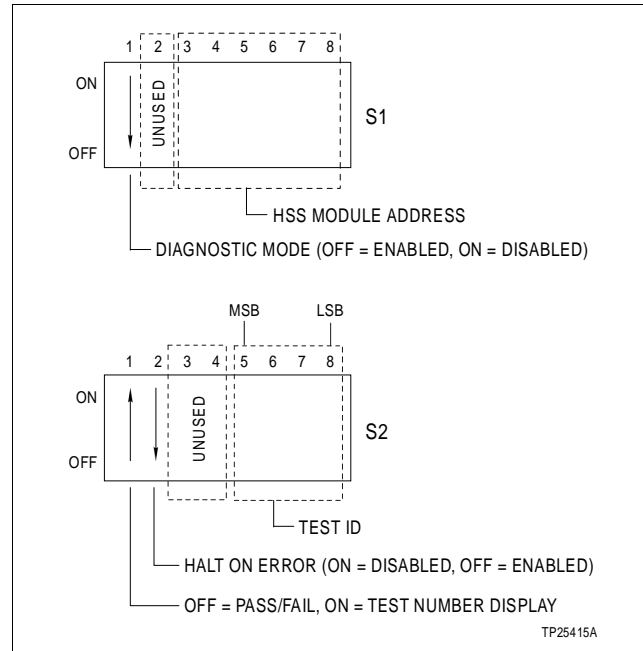 1 2 3 4 5 6 7 8
ON
OFF
UNUSED
S1
HSS MODULE ADDRESS
DIAGNOSTIC MODE (OFF = ENABLED, ON = DISABLED)
MSB LSB
1 2 3 4 5 6 7 8
ON
OFF
UNUSED
S2
TEST ID
HALT ON ERROR (ON = DISABLED, OFF = ENABLED)
OFF = PASS/FAIL, ON = TEST NUMBER DISPLAY
TP25415A